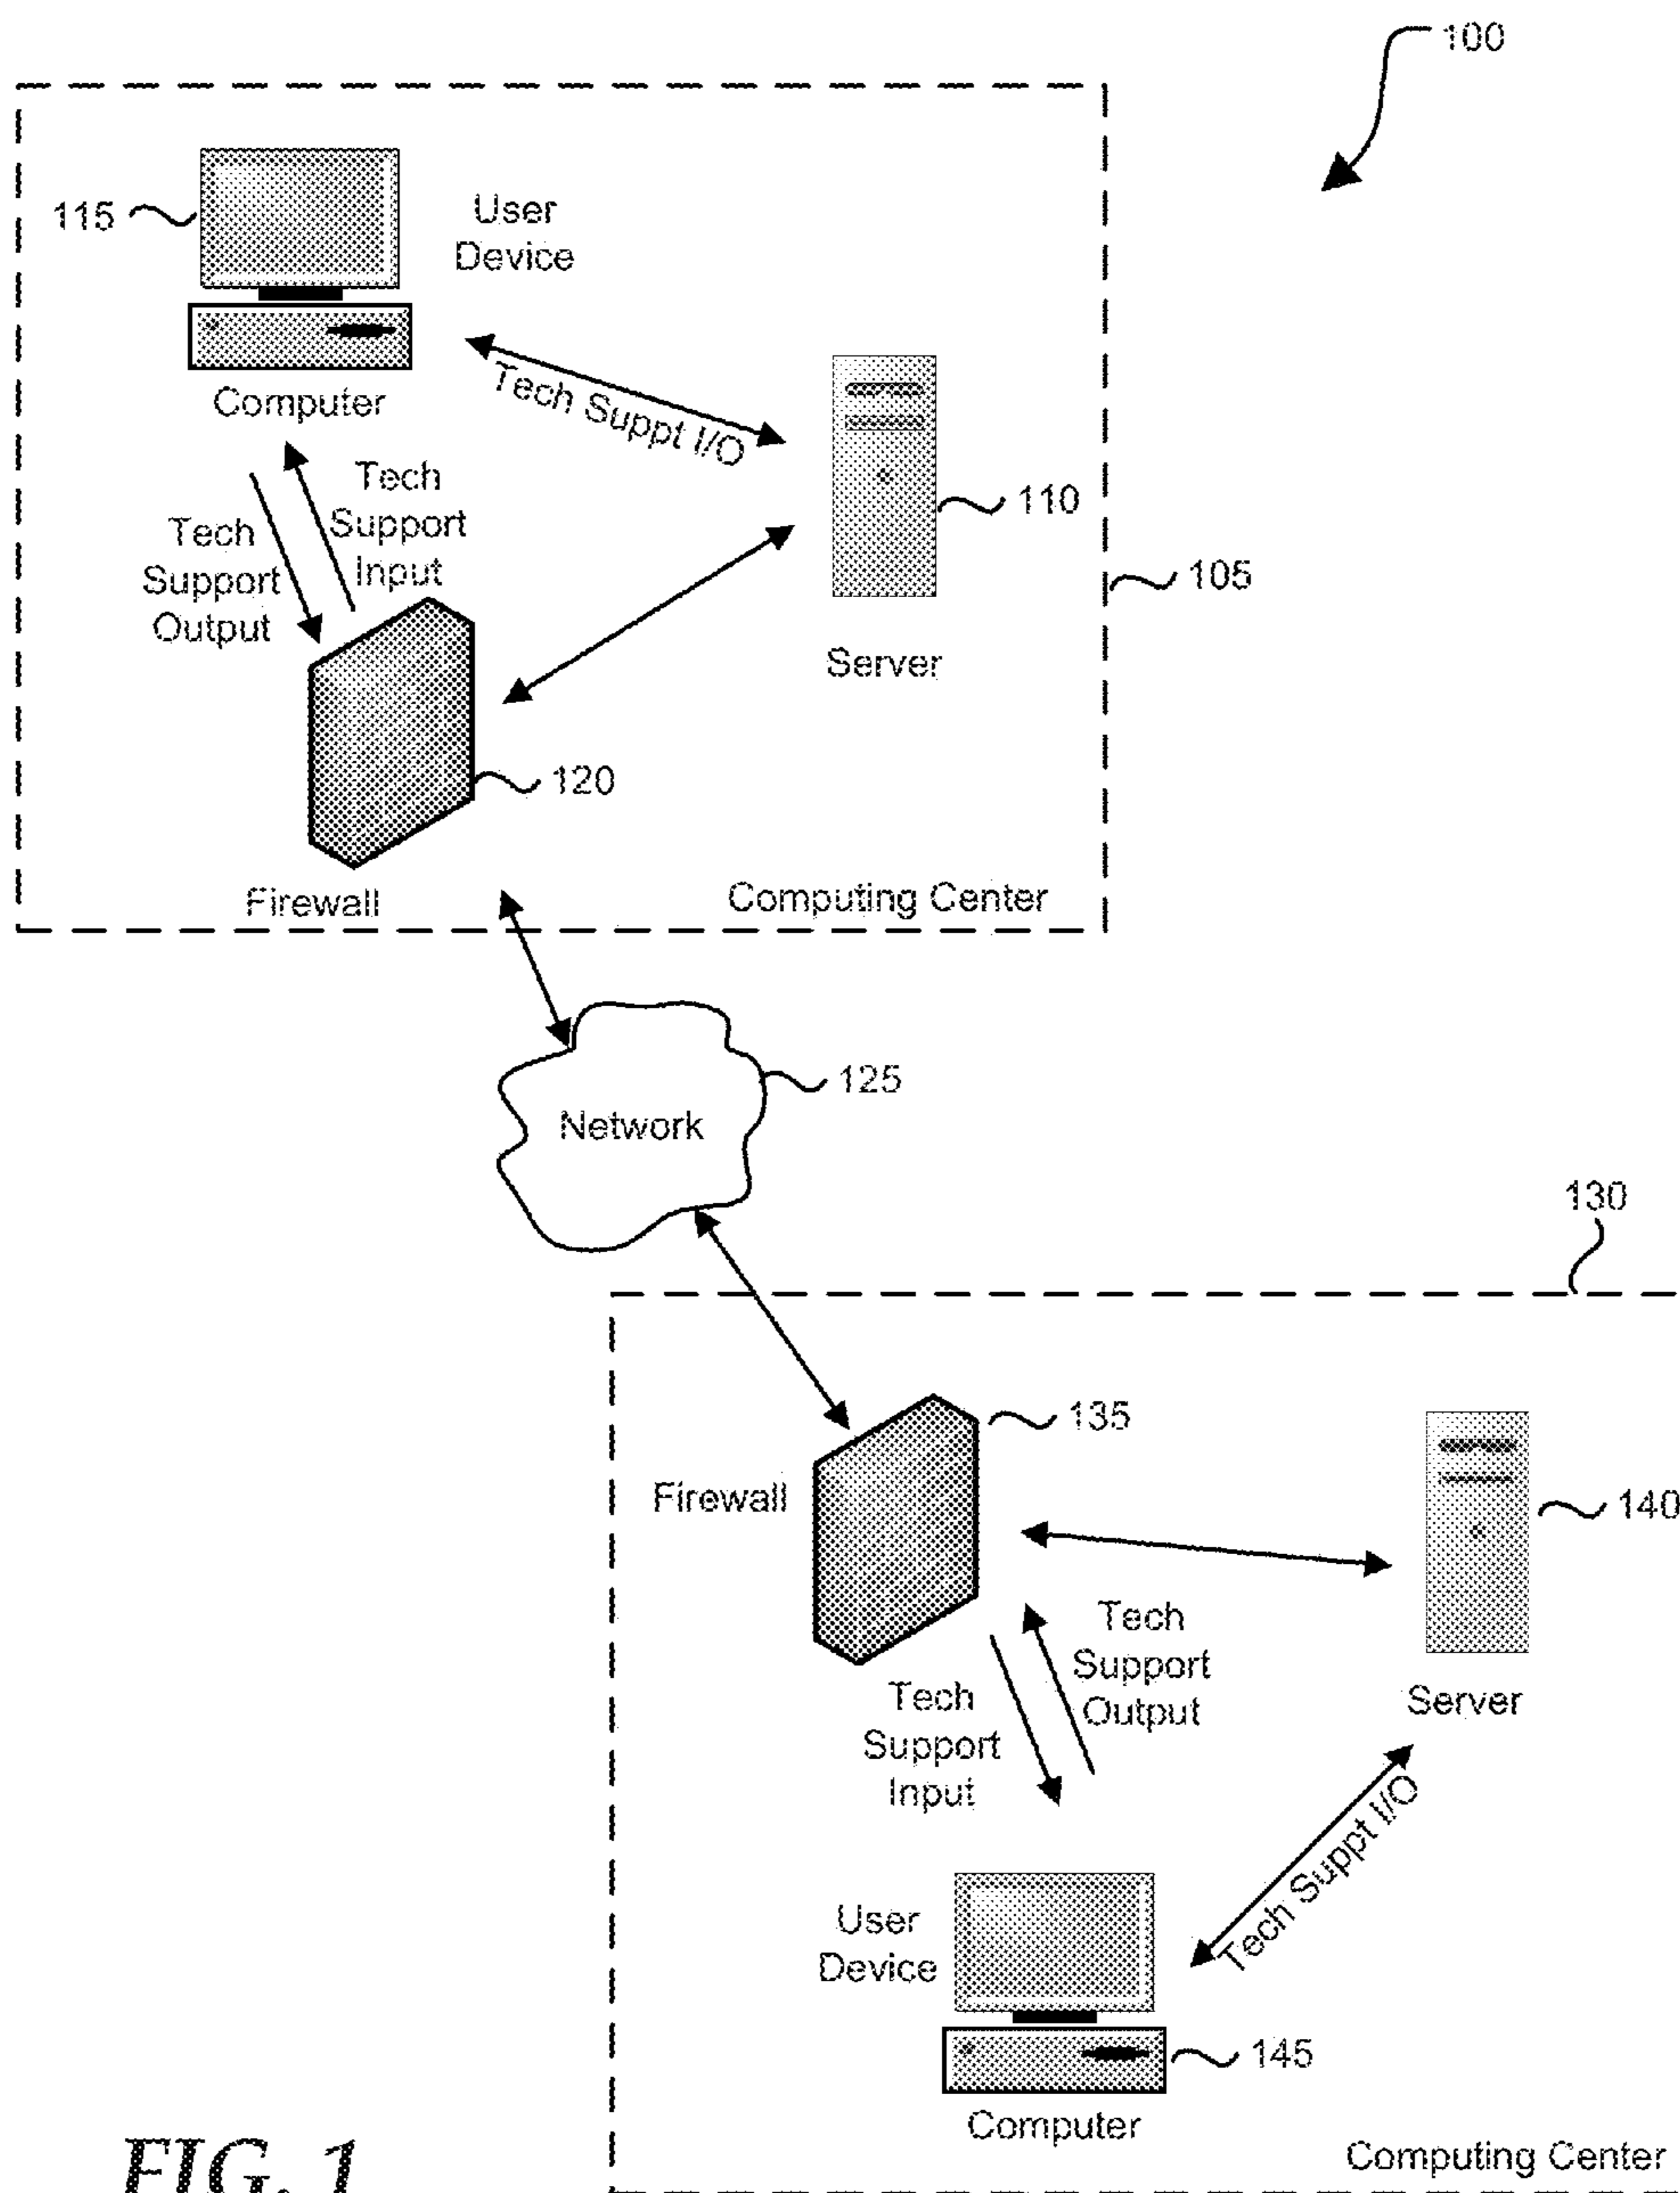 100
115
User
Device
Computer
Tech Suppt I/O
110
Tech
Support
Input
Tech
Support
Output
105
Server
120
Firewall
Computing Center
125
Network
130
135
Firewall
140
Tech
Support
Output
Tech
Support
Input
Server
Tech Suppt I/O
User
Device
145
Computer
Computing Center
FIG. 1